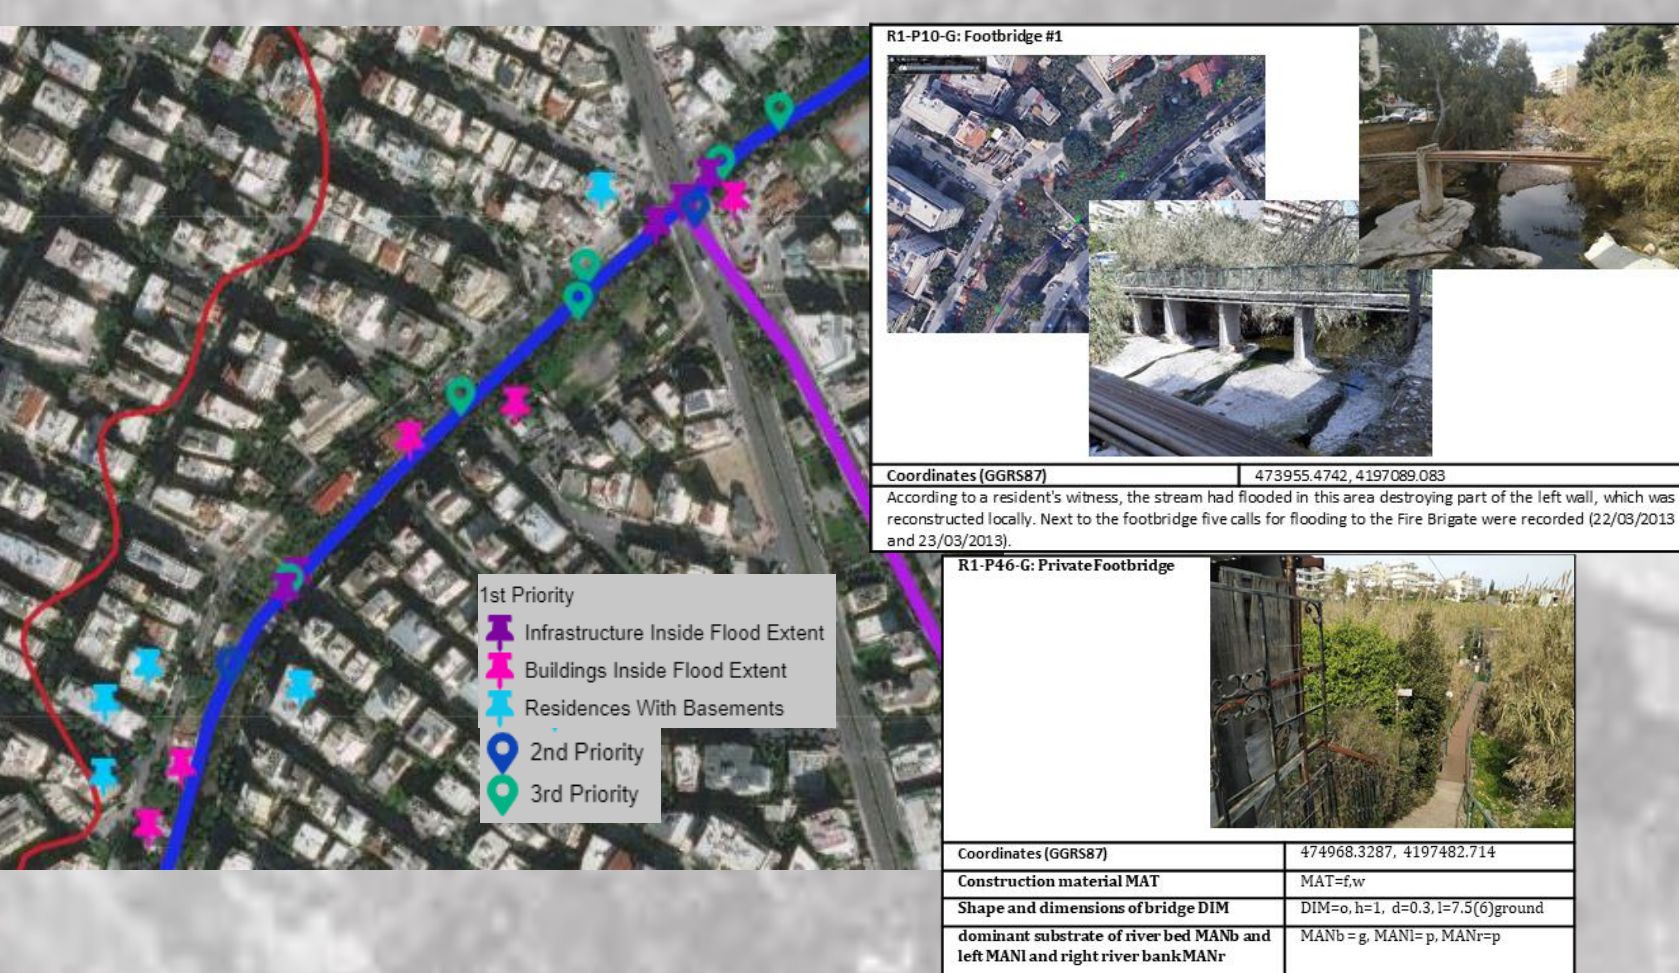 R1-P10-G: Footbridge #1
Coordinates (GGRS87) 473955.4742, 4197089.083
According to a resident's witness, the stream had flooded in this area destroying part of the left wall, which was
reconstructed locally. Next to the footbridge five calls for flooding to the Fire Brigate were recorded (22/03/2013
and 23/03/2013).
1st Priority
Infrastructure Inside Flood Extent
Buildings Inside Flood Extent
Residences With Basements
2nd Priority
3rd Priority
R1-P46-G: Private Footbridge
Coordinates (GGRS87) 474968.3287, 4197482.714
Construction material MAT MAT=f,w
Shape and dimensions of bridge DIM DIM=o, h=1, d=0.3, l=7.5(6)ground
dominant substrate of river bed MANb and MANb = g, MANl= p, MANr=p
left MANl and right river bank MANr